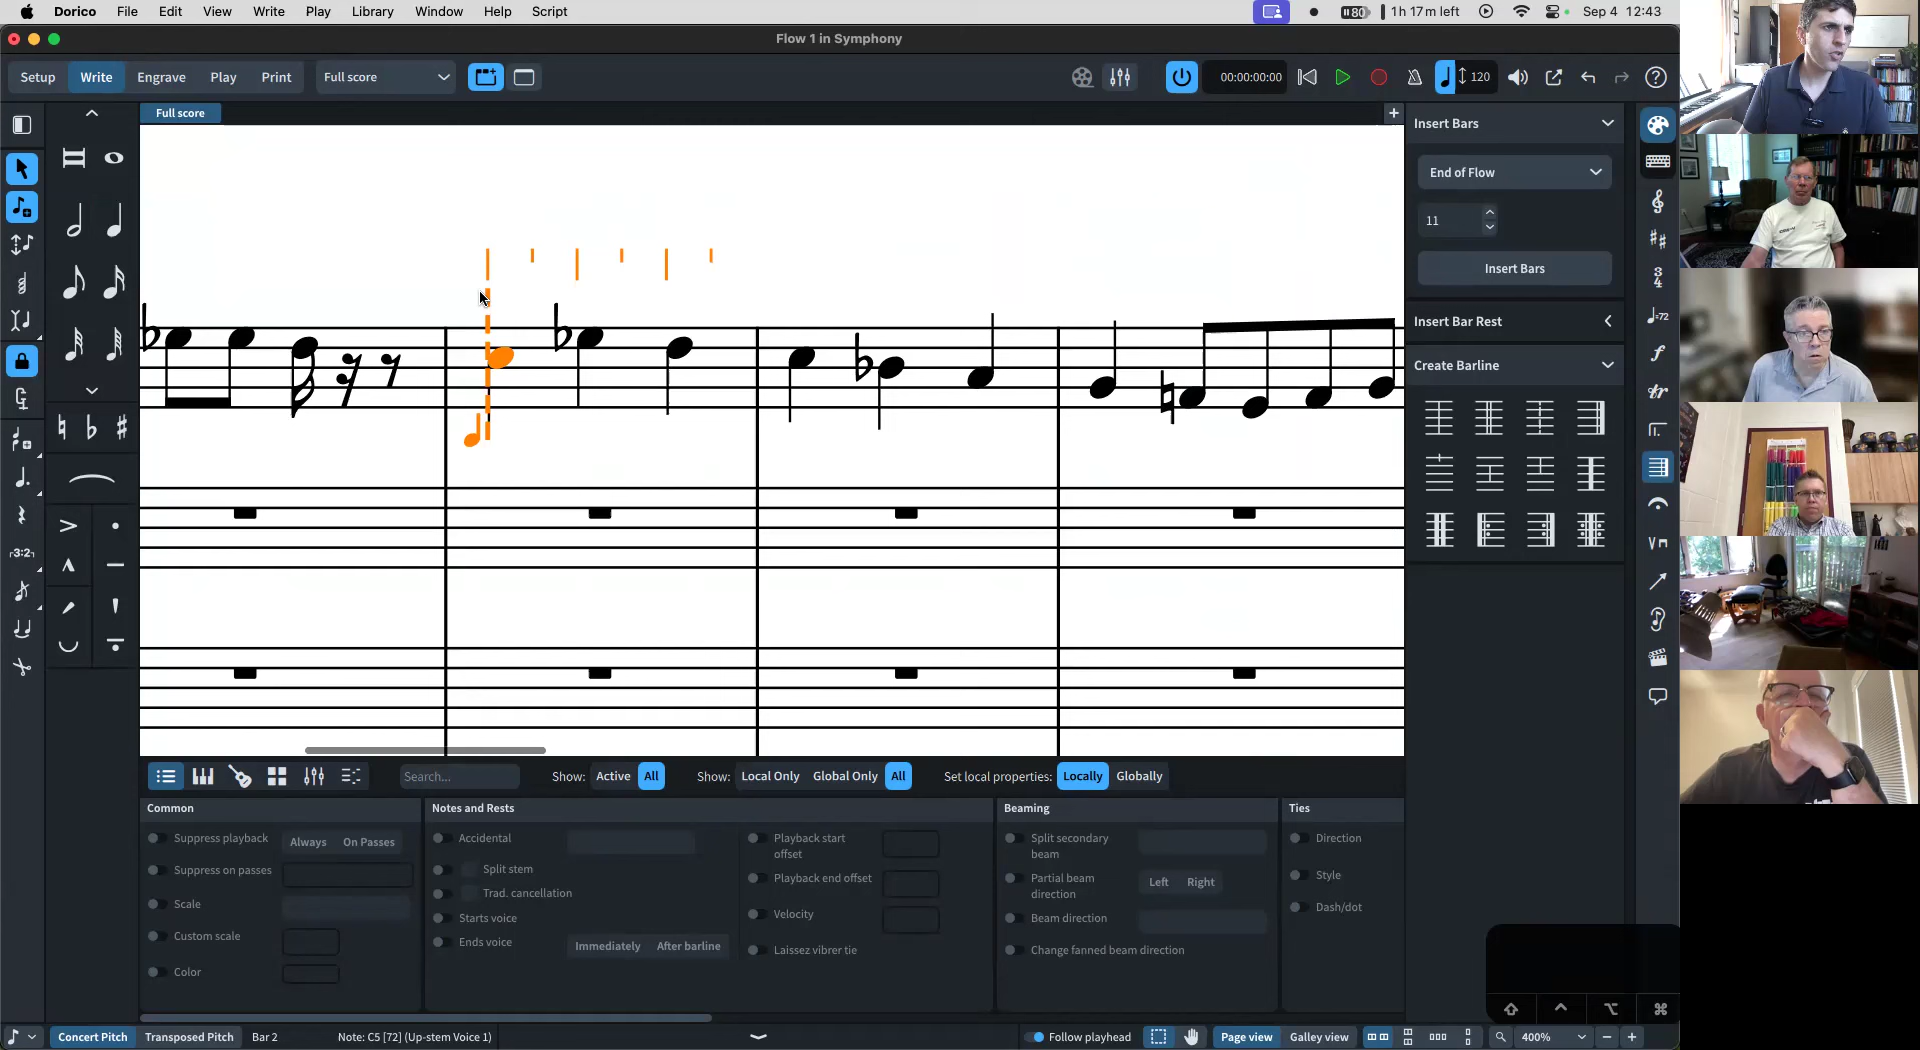 Dorico File Edit View Write Play Library Window Help Script
80 1 h 17 m left Sep 4 12:43
Flow 1 in Symphony
Setup Write Engrave Play Print Full score
00:00:00:00 120
Full score
Insert Bars
End of Flow
11
Insert Bars
Insert Bar Rest
Create Barline
3:2
=72
Search... Show: Active All Show: Local Only Global Only All Set local properties: Locally Globally
Common
Suppress playback Always On Passes
Suppress on passes
Scale
Custom scale
Color
Notes and Rests
Accidental
Split stem
Trad. cancellation
Starts voice
Ends voice Immediately After barline
Playback start offset
Playback end offset
Velocity
Laissez vibrer tie
Beaming
Split secondary beam
Partial beam direction Left Right
Beam direction
Change fanned beam direction
Ties
Direction
Style
Dash/dot
Concert Pitch Transposed Pitch Bar 2 Note: C5 [72] (Up-stem Voice 1) Follow playhead Page view Galley view 400%